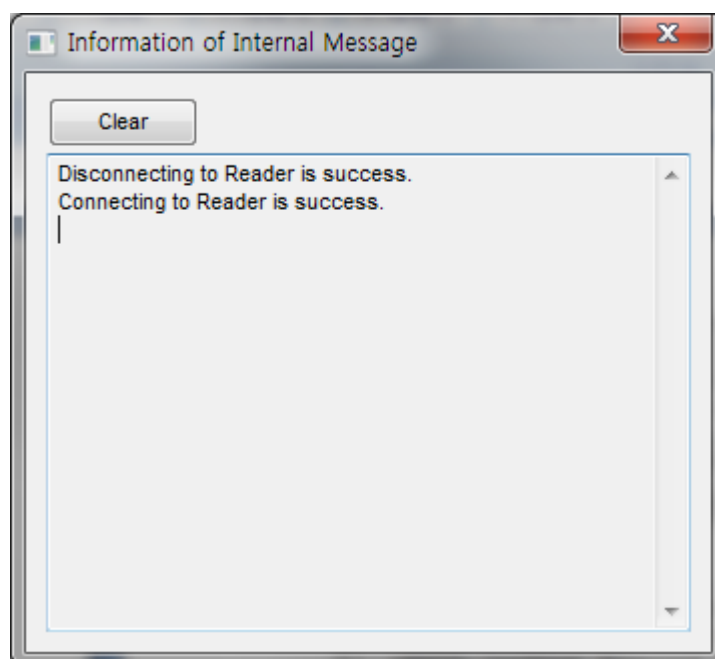 Information of Internal Message
Clear
Disconnecting to Reader is success.
Connecting to Reader is success.